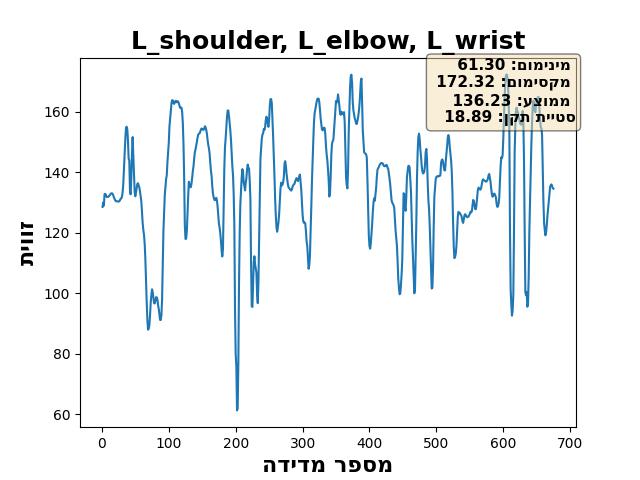 L_shoulder, L_elbow, L_wrist
מינימום: 61.30
מקסימום: 172.32
ממוצע: 136.23
סטיית תקן: 18.89
זווית
160
140
120
100
80
60
0 100 200 300 400 500 600 700
מספר מדידה